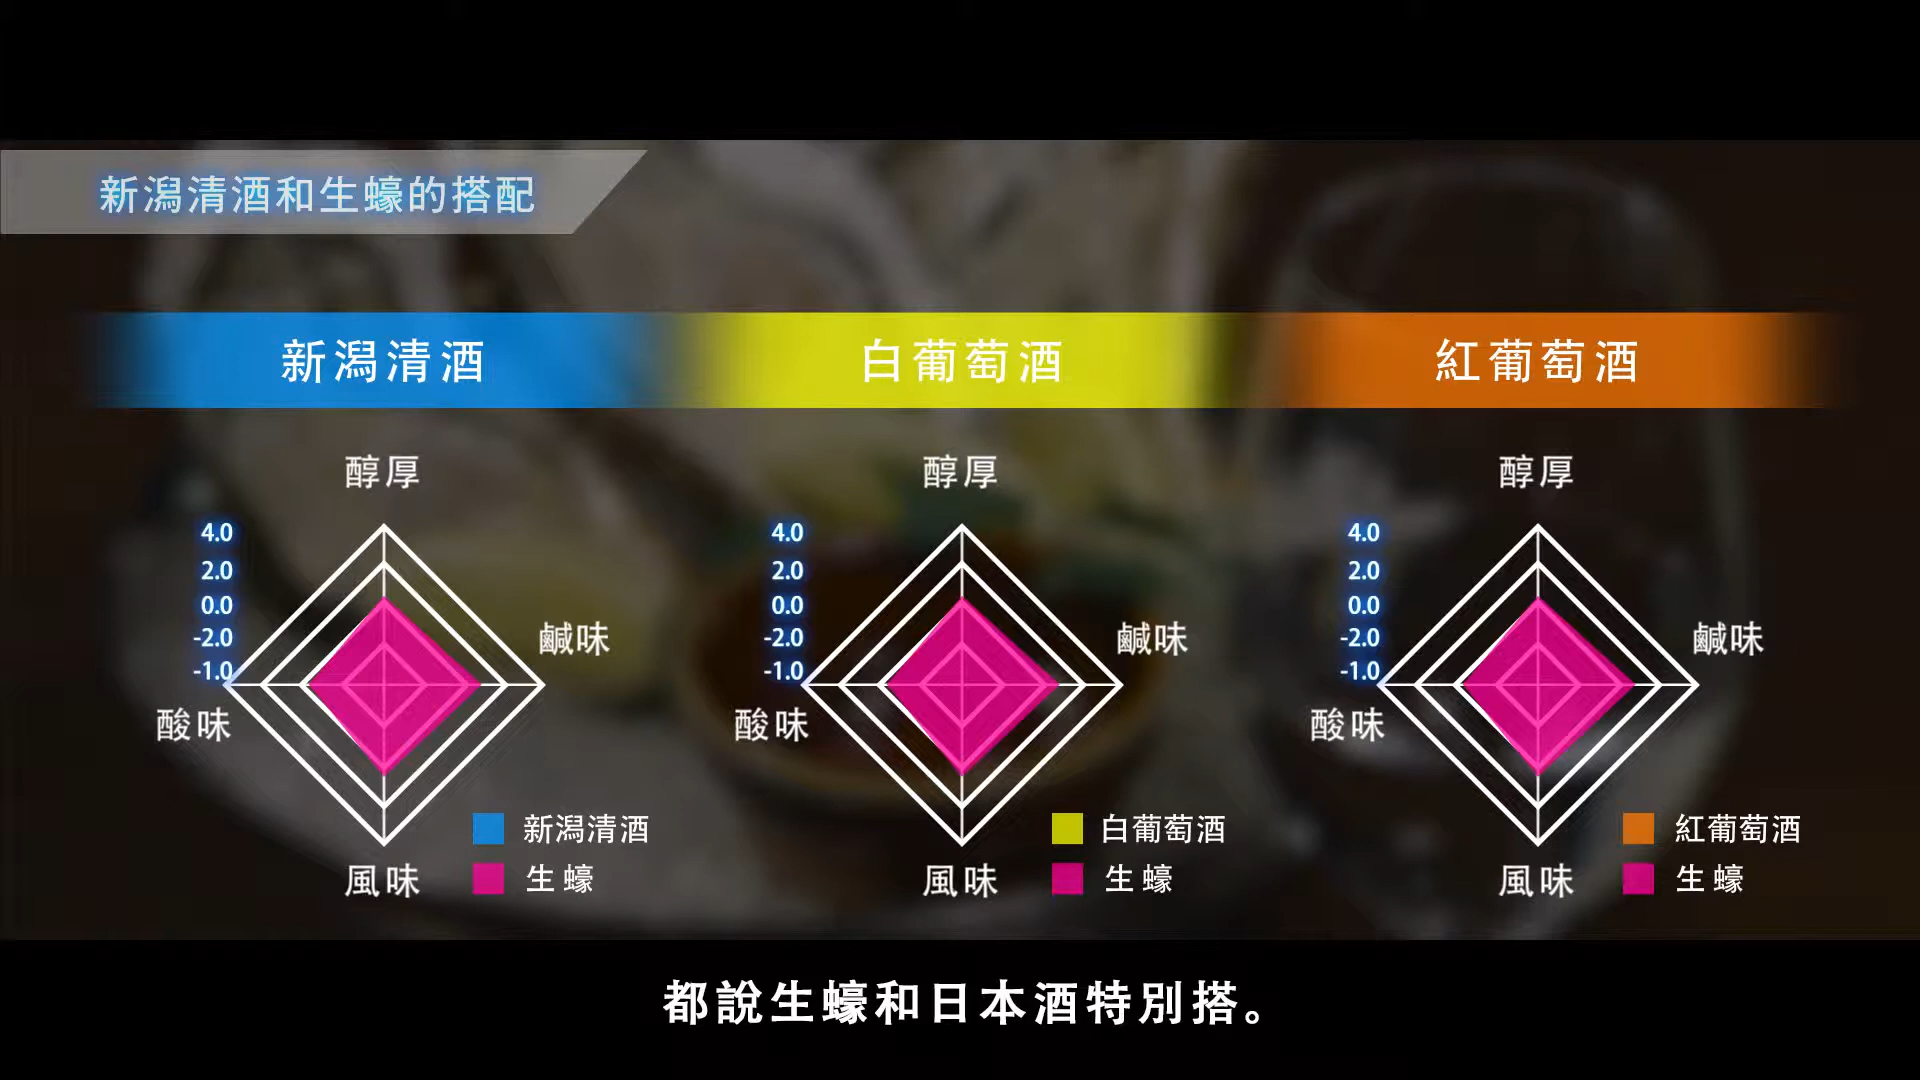 新潟清酒和生蠔的搭配
新潟清酒
白葡萄酒
紅葡萄酒
醇厚
4.0
2.0
0.0
-2.0
-1.0
鹹味
酸味
風味
新潟清酒
生蠔
醇厚
4.0
2.0
0.0
-2.0
-1.0
鹹味
酸味
風味
白葡萄酒
生蠔
醇厚
4.0
2.0
0.0
-2.0
-1.0
鹹味
酸味
風味
紅葡萄酒
生蠔
都說生蠔和日本酒特別搭。